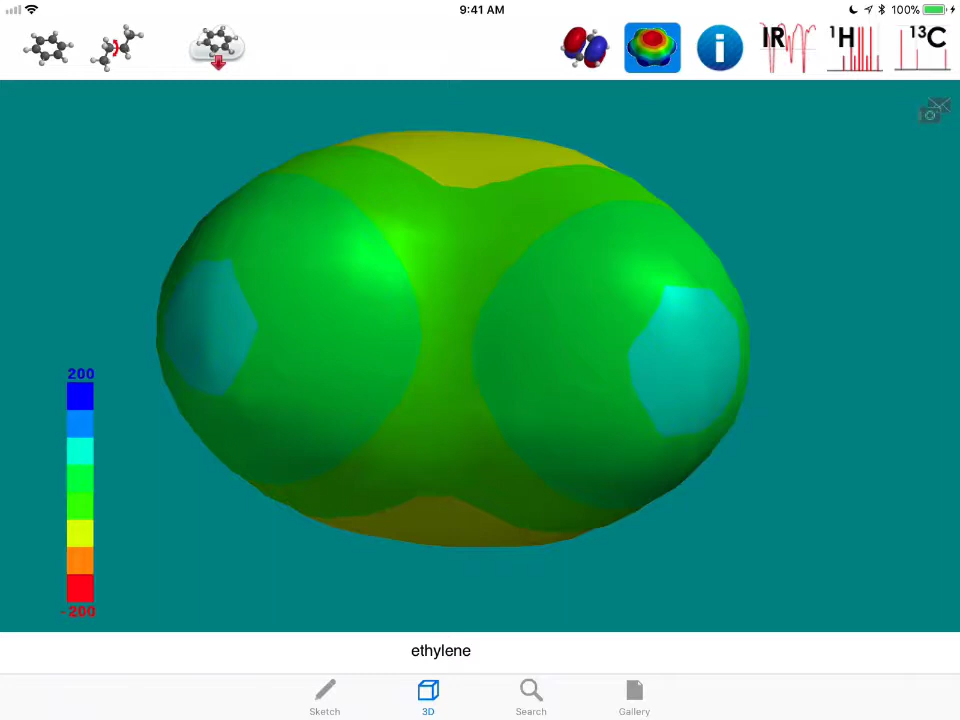 9:41 AM
100%
i
IR
1H
13C
200
-200
ethylene
Sketch
3D
Search
Gallery